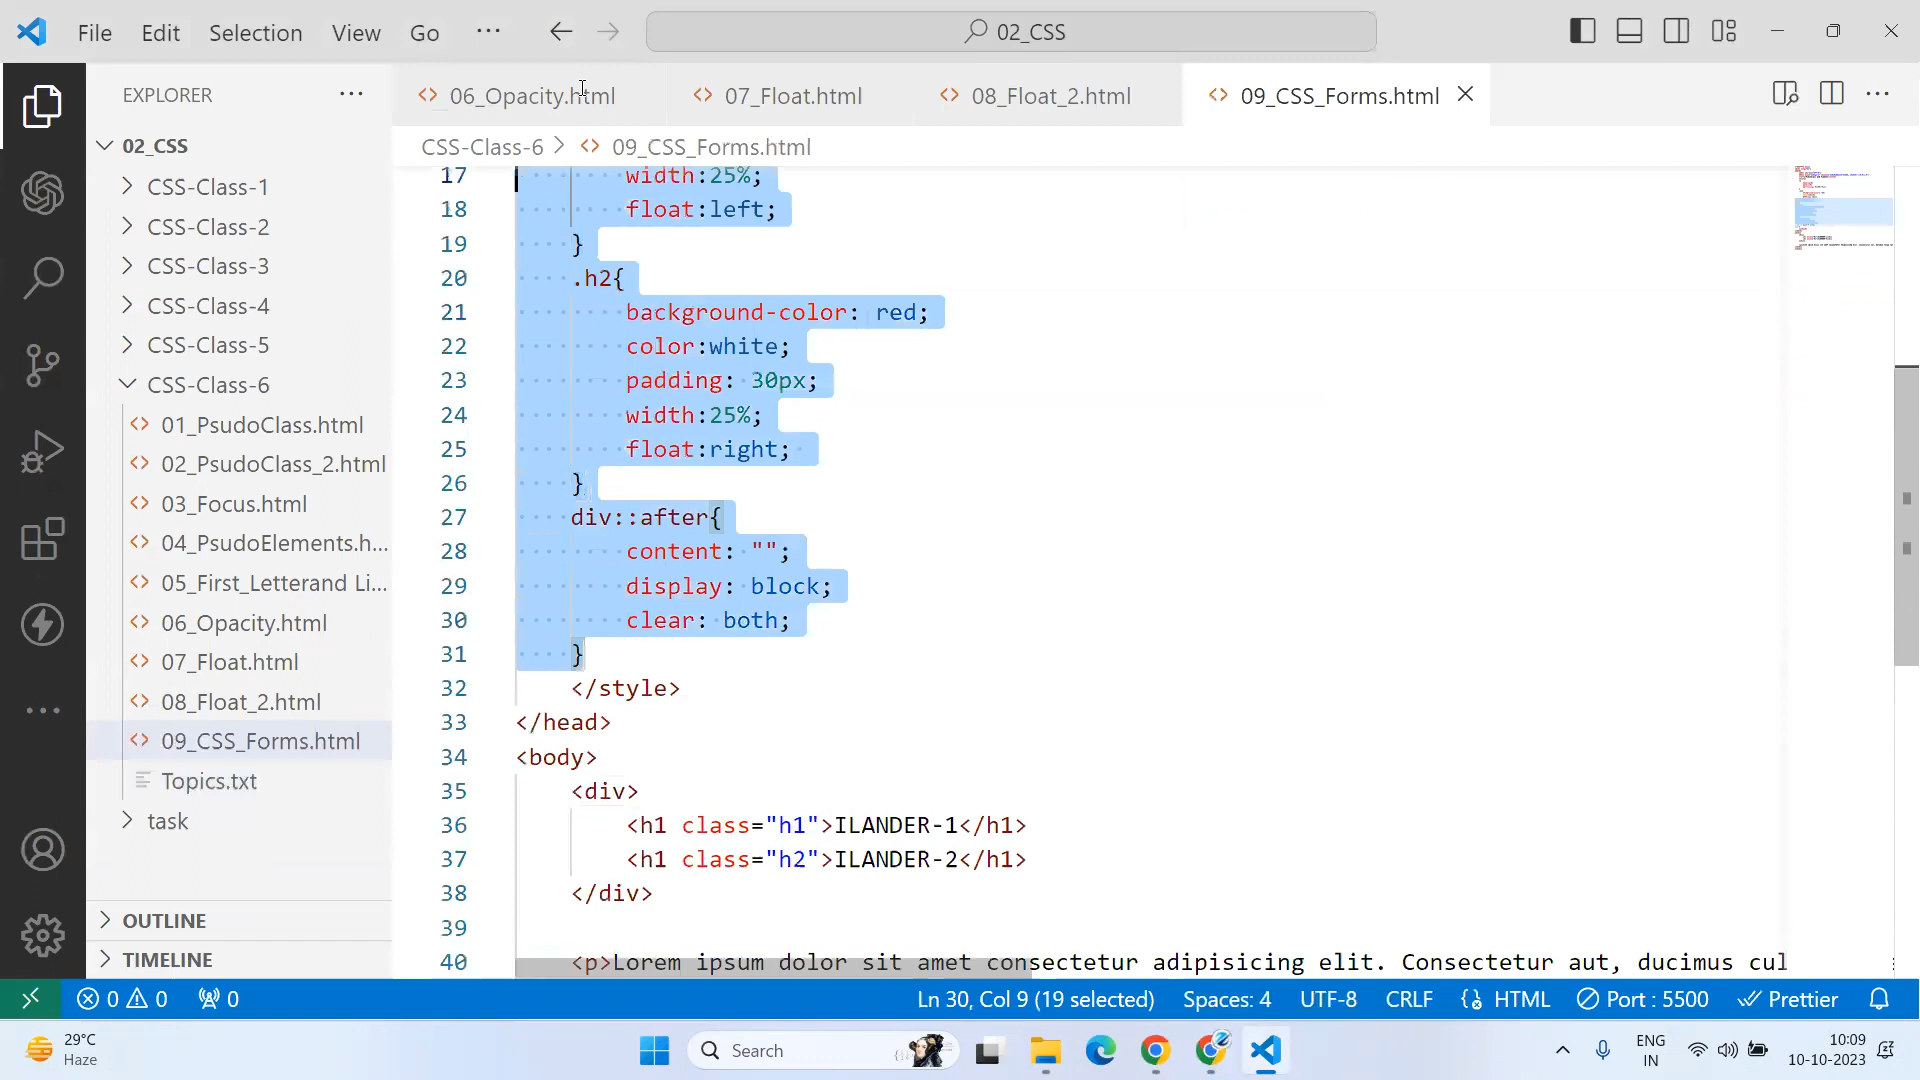 File Edit Selection View Go ... 02_CSS
EXPLORER ...
06_Opacity.html 07_Float.html 08_Float_2.html 09_CSS_Forms.html
CSS-Class-6 > 09_CSS_Forms.html
02_CSS
CSS-Class-1
CSS-Class-2
CSS-Class-3
CSS-Class-4
CSS-Class-5
CSS-Class-6
01_PsudoClass.html
02_PsudoClass_2.html
03_Focus.html
04_PsudoElements.h...
05_First_Letterand Li...
06_Opacity.html
07_Float.html
08_Float_2.html
09_CSS_Forms.html
Topics.txt
task
OUTLINE
TIMELINE
17 width:25%;
18 float:left;
19 }
20 .h2{
21 background-color: red;
22 color:white;
23 padding: 30px;
24 width:25%;
25 float:right;
26 }
27 div::after{
28 content: "";
29 display: block;
30 clear: both;
31 }
32 </style>
33 </head>
34 <body>
35 <div>
36 <h1 class="h1">ILANDER-1</h1>
37 <h1 class="h2">ILANDER-2</h1>
38 </div>
39
40 <p>Lorem ipsum dolor sit amet consectetur adipisicing elit. Consectetur aut, ducimus cul
0 0 0 Ln 30, Col 9 (19 selected) Spaces: 4 UTF-8 CRLF HTML Port : 5500 Prettier
29°C
Haze
Search
ENG
IN
10:09
10-10-2023